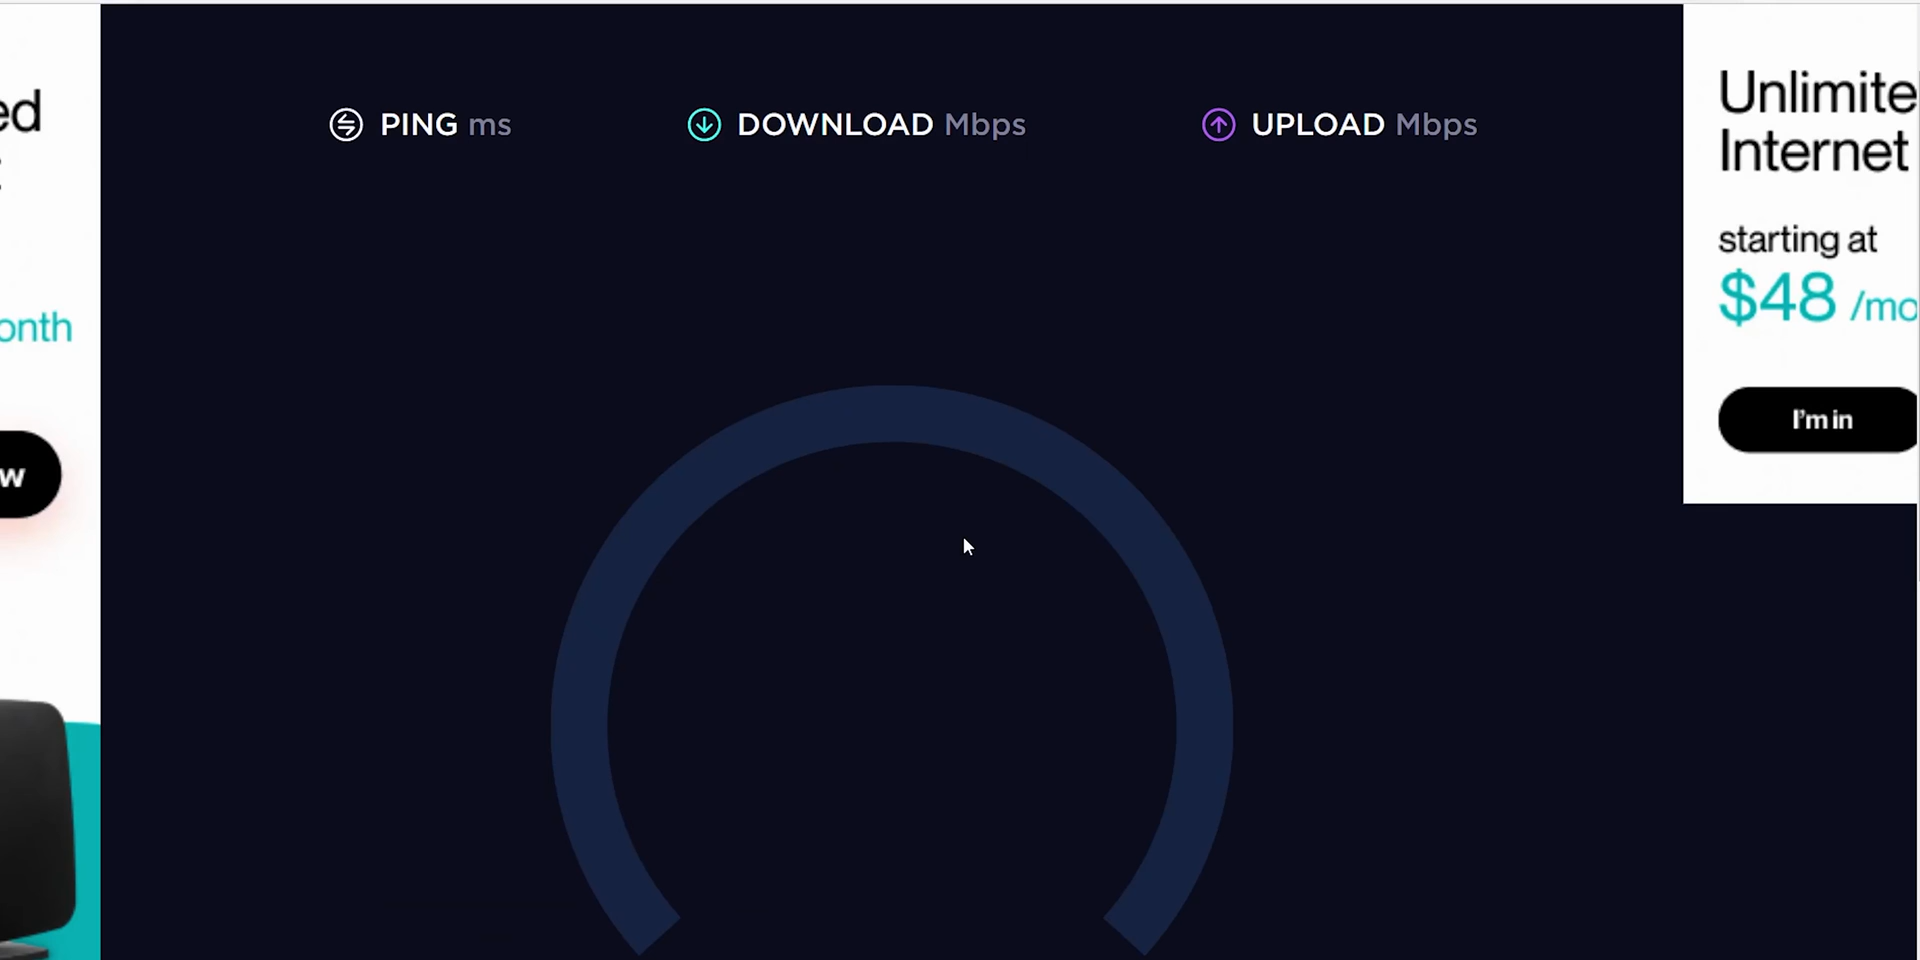 PING ms
DOWNLOAD Mbps
UPLOAD Mbps
ed
onth
w
Unlimite
Internet
starting at
$48 /mo
I'm in